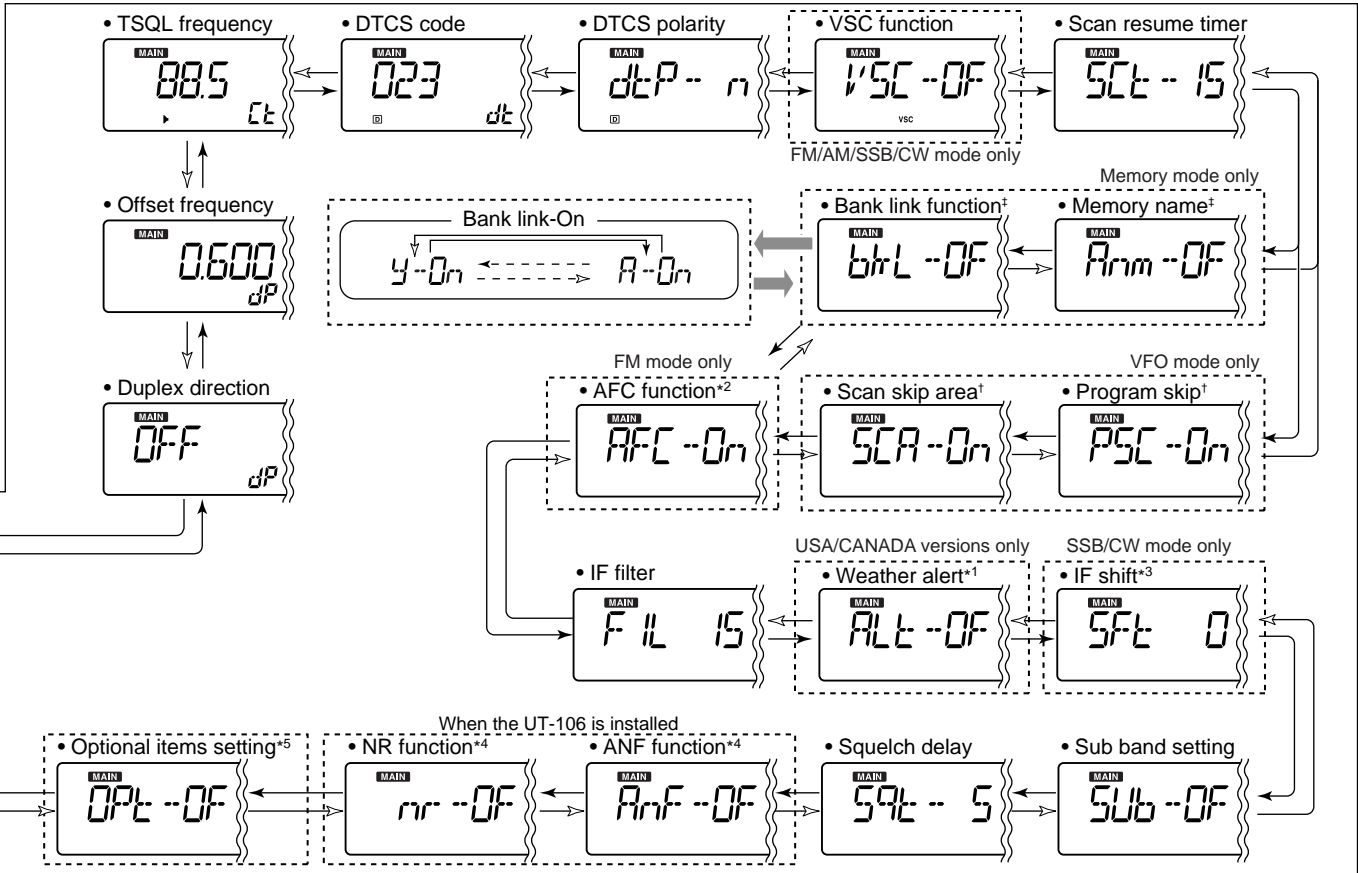 • TSQL frequency
MAIN
88.5
Ct
• DTCS code
MAIN
023
D
dt
• DTCS polarity
MAIN
dtP-- n
D
• VSC function
MAIN
VSC -OF
VSC
FM/AM/SSB/CW mode only
• Scan resume timer
MAIN
SCt -- 15
• Offset frequency
MAIN
0.600
dP
Bank link-On
y--On
A--On
Memory mode only
• Bank link function‡
MAIN
bkL -OF
• Memory name‡
MAIN
Anm -OF
• Duplex direction
MAIN
OFF
dP
FM mode only
• AFC function*2
MAIN
AFC -On
VFO mode only
• Scan skip area†
MAIN
SCA -On
• Program skip†
MAIN
PSC -On
• IF filter
MAIN
FIL 15
USA/CANADA versions only
• Weather alert*1
MAIN
ALt --OF
SSB/CW mode only
• IF shift*3
MAIN
SFt 0
• Optional items setting*5
MAIN
OPt -OF
When the UT-106 is installed
• NR function*4
MAIN
nr -OF
• ANF function*4
MAIN
AnF -OF
• Squelch delay
MAIN
Sqt -- S
• Sub band setting
MAIN
SUb -OF